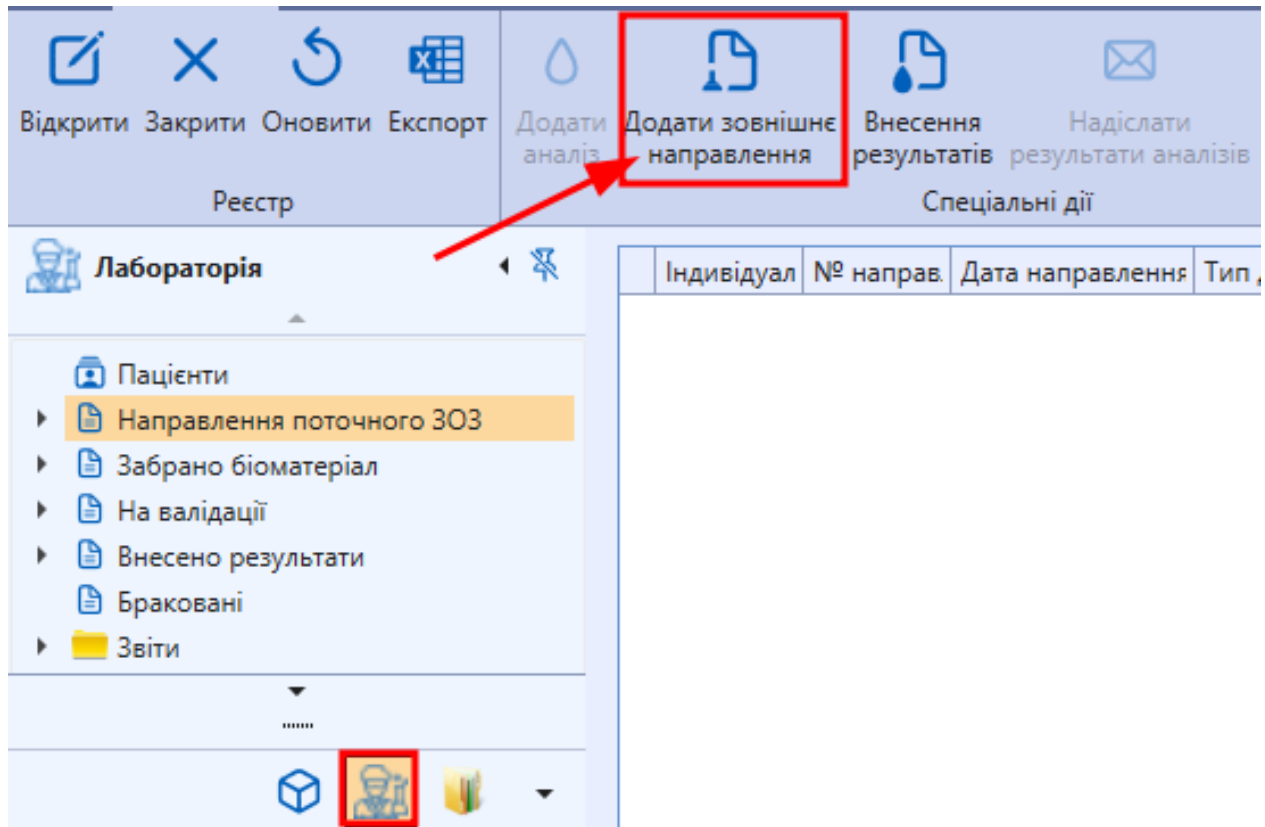 Відкрити Закрити Оновити Експорт
Додати аналіз
Додати зовнішнє направлення
Внесення результатів
Надіслати результати аналізів
Реєстр
Спеціальні дії
Лабораторія
Індивідуал № направ. Дата направлення Тип
Пацієнти
Направлення поточного ЗОЗ
Забрано біоматеріал
На валідації
Внесено результати
Браковані
Звіти